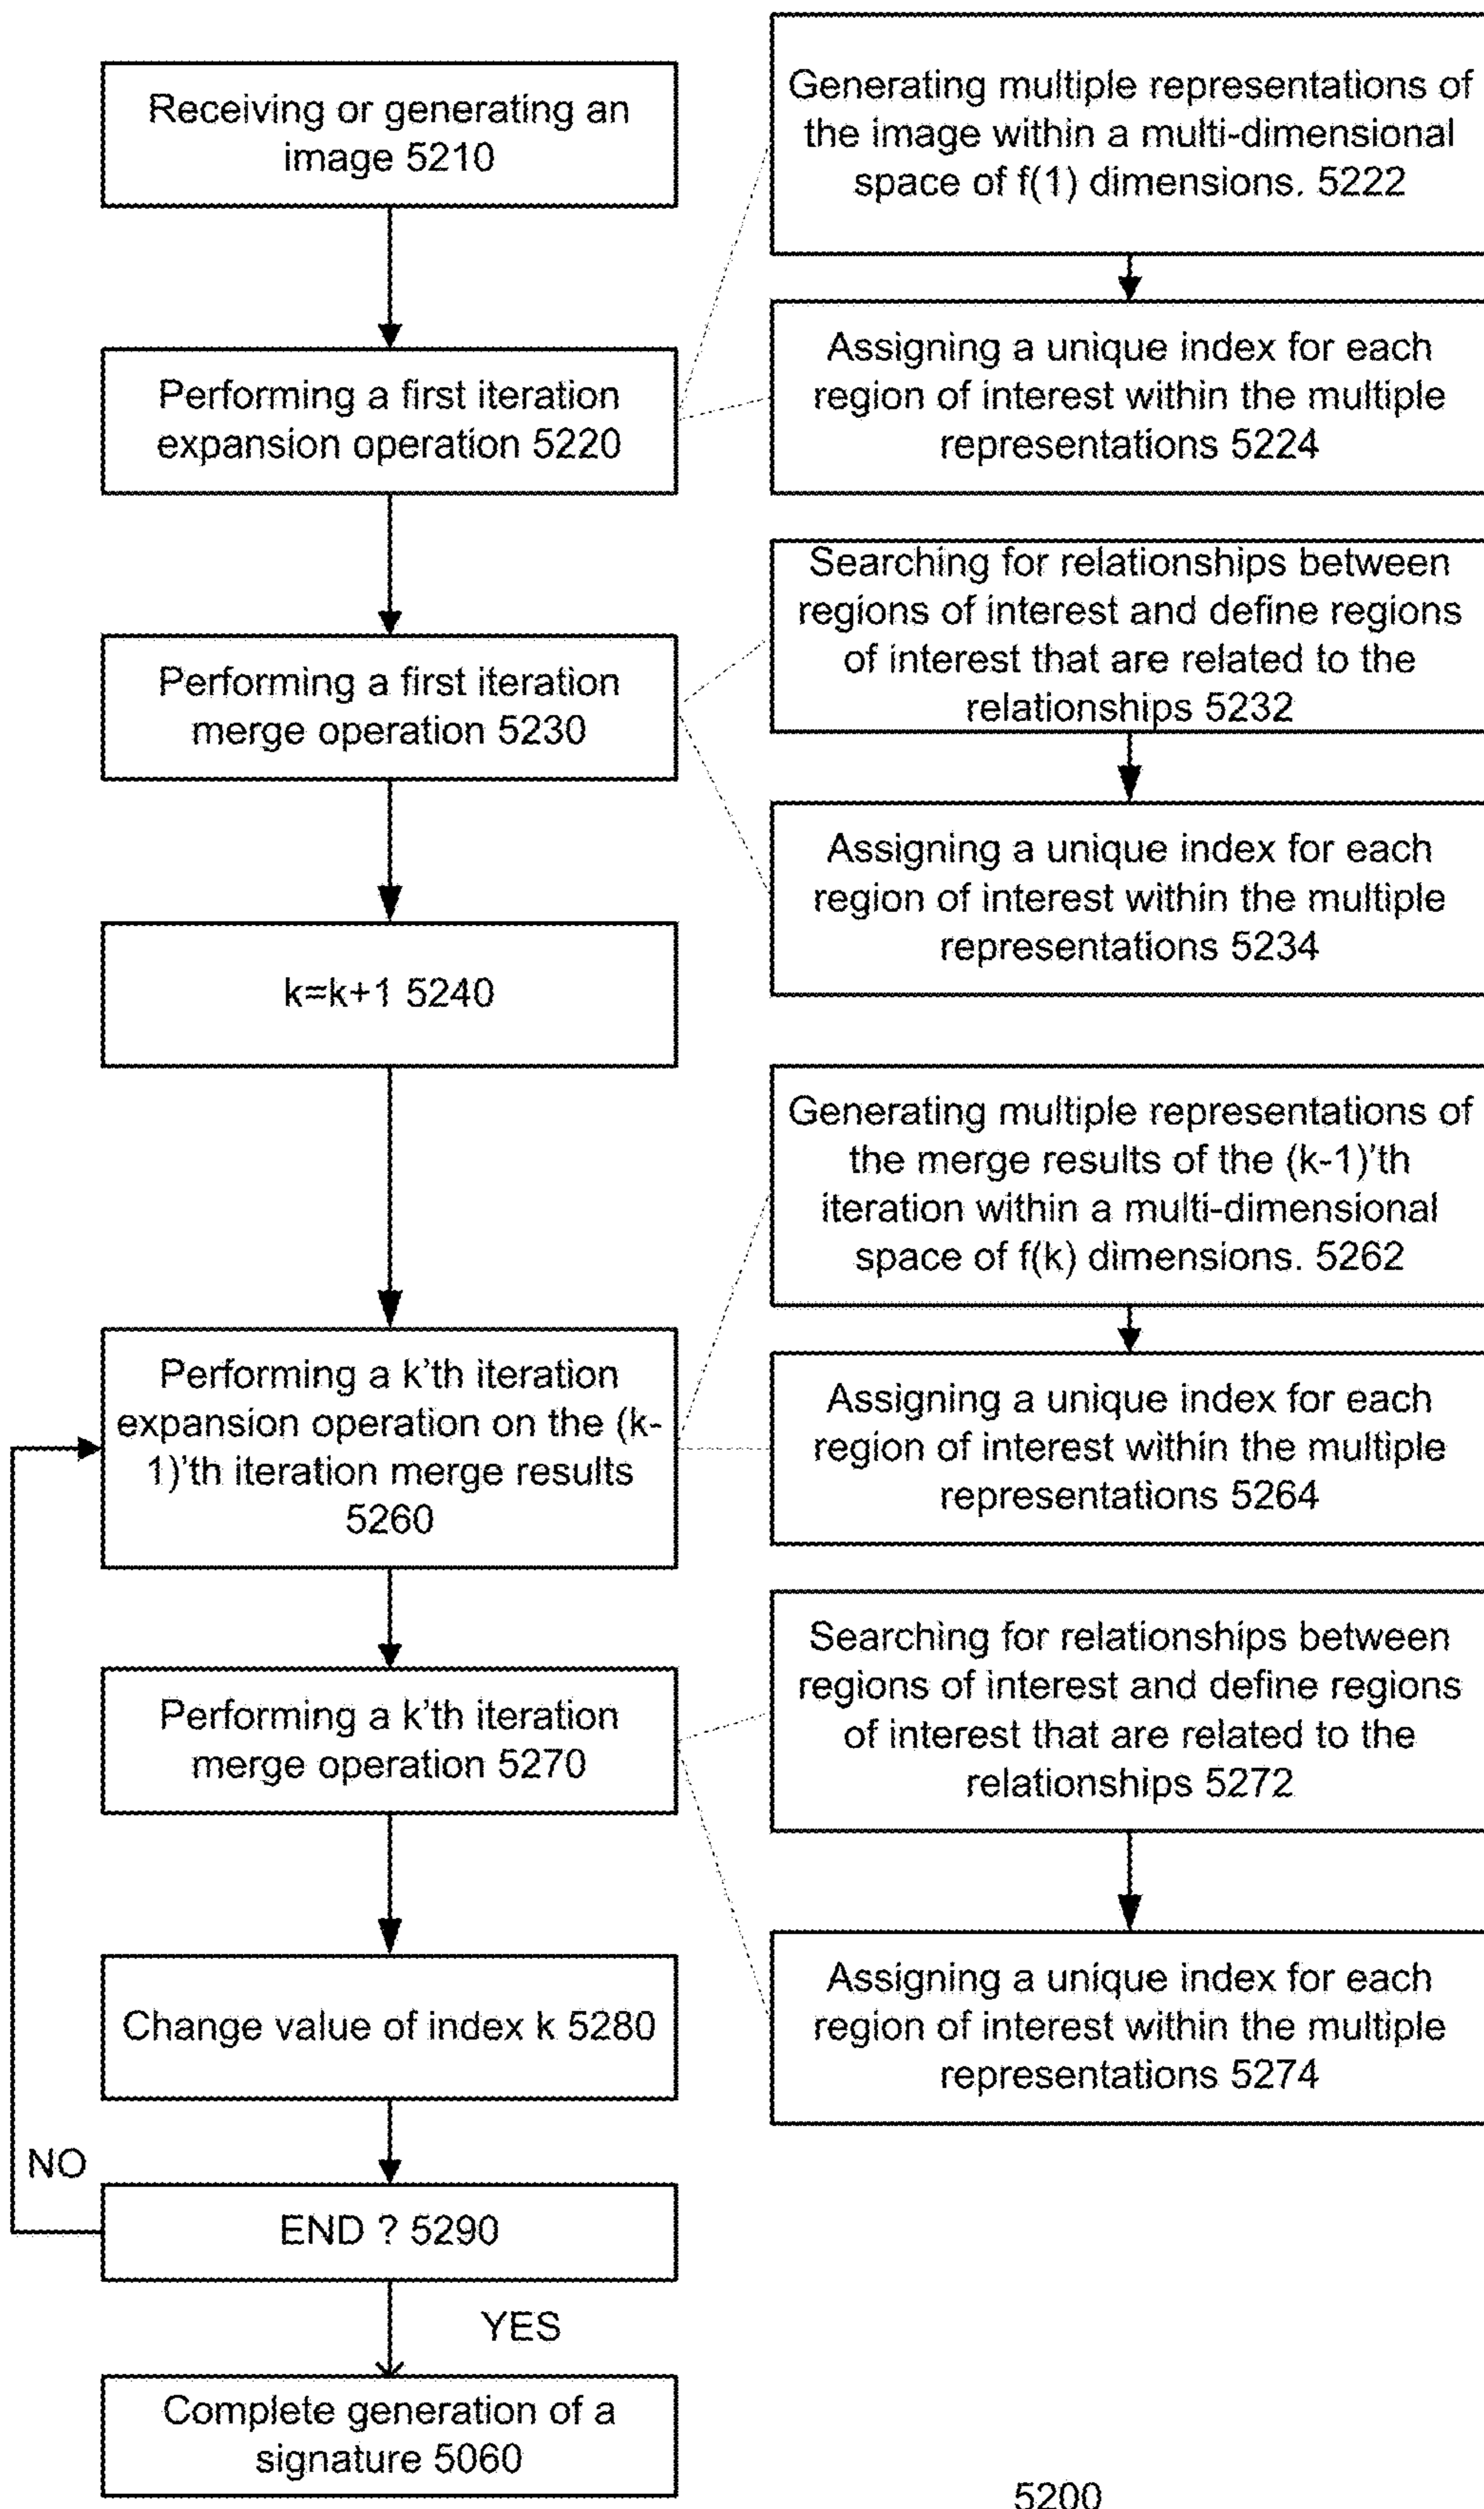 Receiving or generating an
image 5210
Generating multiple representations of
the image within a multi-dimensional
space of f(1) dimensions. 5222
Performing a first iteration
expansion operation 5220
Assigning a unique index for each
region of interest within the multiple
representations 5224
Performing a first iteration
merge operation 5230
Searching for relationships between
regions of interest and define regions
of interest that are related to the
relationships 5232
Assigning a unique index for each
region of interest within the multiple
representations 5234
k=k+1 5240
Generating multiple representations of
the merge results of the (k-1)'th
iteration within a multi-dimensional
space of f(k) dimensions. 5262
Performing a k'th iteration
expansion operation on the (k-
1)'th iteration merge results
5260
Assigning a unique index for each
region of interest within the multiple
representations 5264
Performing a k'th iteration
merge operation 5270
Searching for relationships between
regions of interest and define regions
of interest that are related to the
relationships 5272
Change value of index k 5280
Assigning a unique index for each
region of interest within the multiple
representations 5274
NO
END ? 5290
YES
Complete generation of a
signature 5060
5200